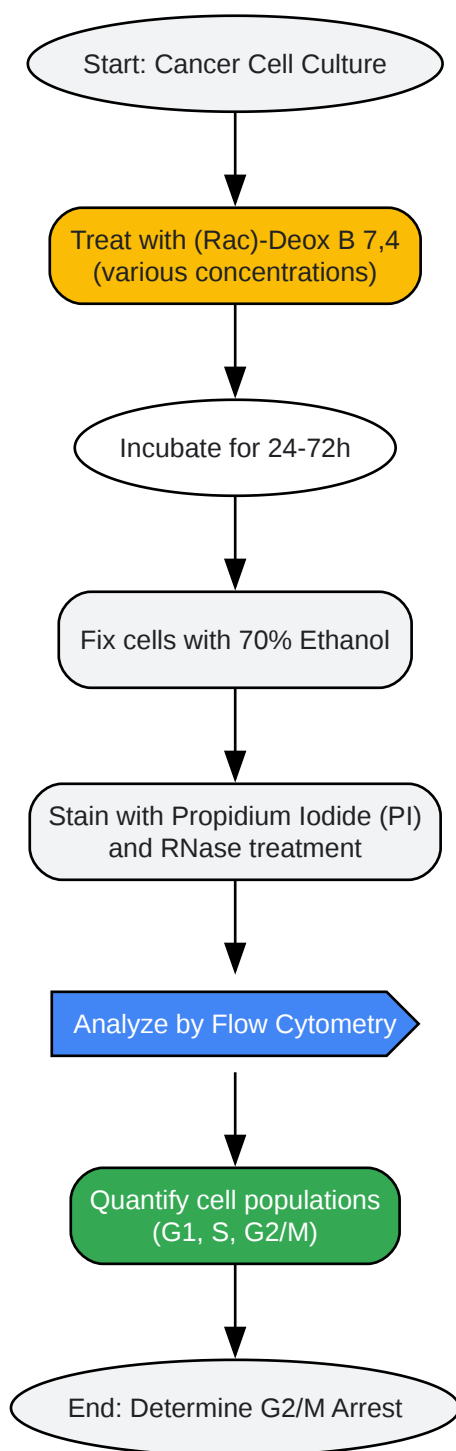 Start: Cancer Cell Culture
Treat with (Rac)-Deox B 7,4
(various concentrations)
Incubate for 24-72h
Fix cells with 70% Ethanol
Stain with Propidium Iodide (PI)
and RNase treatment
Analyze by Flow Cytometry
Quantify cell populations
(G1, S, G2/M)
End: Determine G2/M Arrest